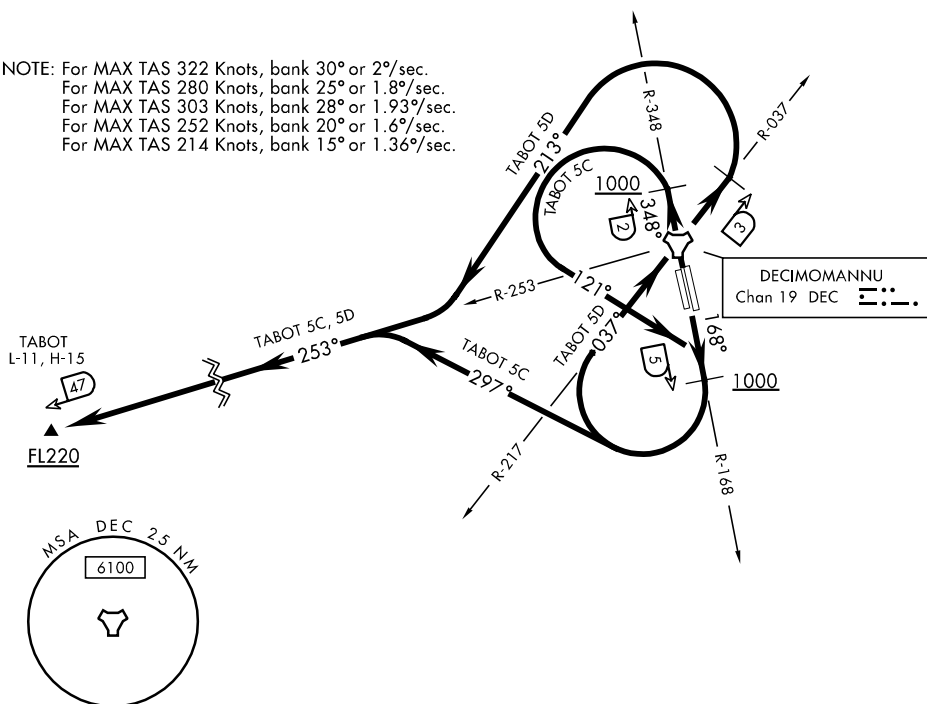 NOTE: For MAX TAS 322 Knots, bank 30° or 2°/sec.
For MAX TAS 280 Knots, bank 25° or 1.8°/sec.
For MAX TAS 303 Knots, bank 28° or 1.93°/sec.
For MAX TAS 252 Knots, bank 20° or 1.6°/sec.
For MAX TAS 214 Knots, bank 15° or 1.36°/sec.
R-348
R-037
TABOT 5D
213°
TABOT 5C
1000
348°
2
3
DECIMOMANNU
Chan 19 DEC
R-253
121°
TABOT 5D
037°
168°
TABOT 5C, 5D
253°
TABOT 5C
297°
5
1000
TABOT
L-11, H-15
47
FL220
R-217
R-168
MSA DEC 25 NM
6100